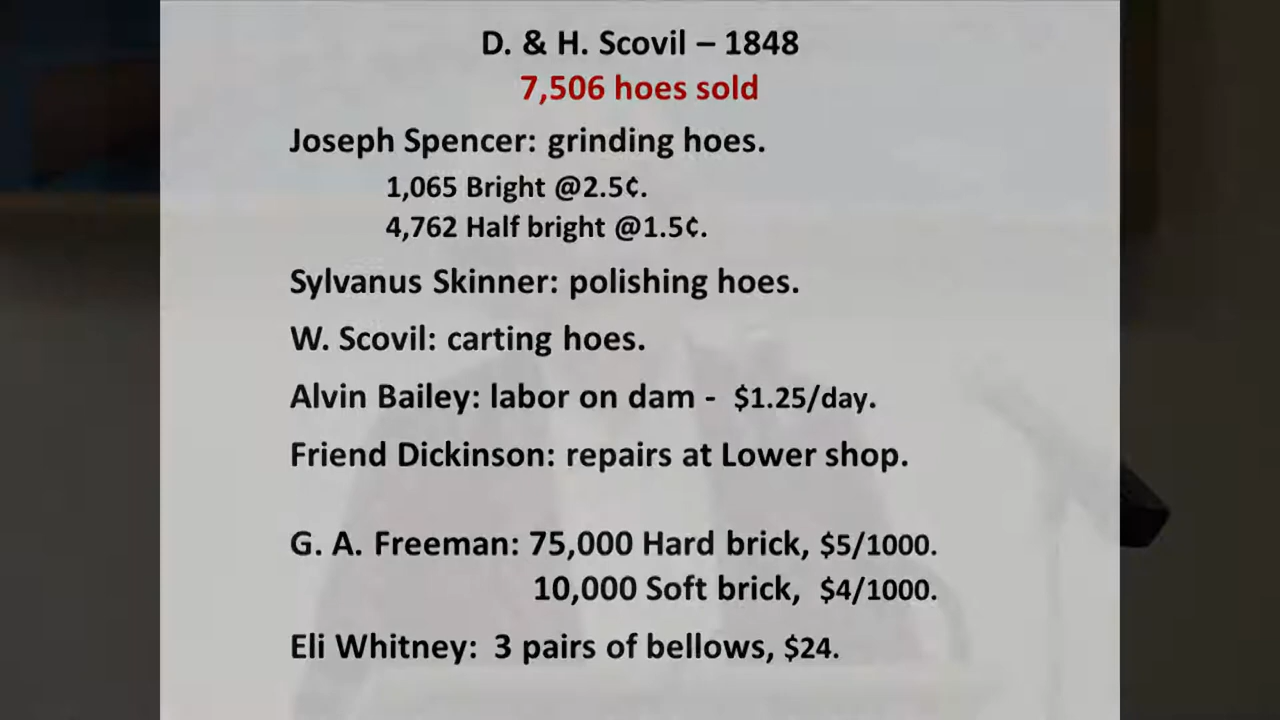 D. & H. Scovil – 1848
7,506 hoes sold
Joseph Spencer: grinding hoes.
1,065 Bright @2.5¢.
4,762 Half bright @1.5¢.
Sylvanus Skinner: polishing hoes.
W. Scovil: carting hoes.
Alvin Bailey: labor on dam - $1.25/day.
Friend Dickinson: repairs at Lower shop.
G. A. Freeman: 75,000 Hard brick, $5/1000.
10,000 Soft brick, $4/1000.
Eli Whitney: 3 pairs of bellows, $24.